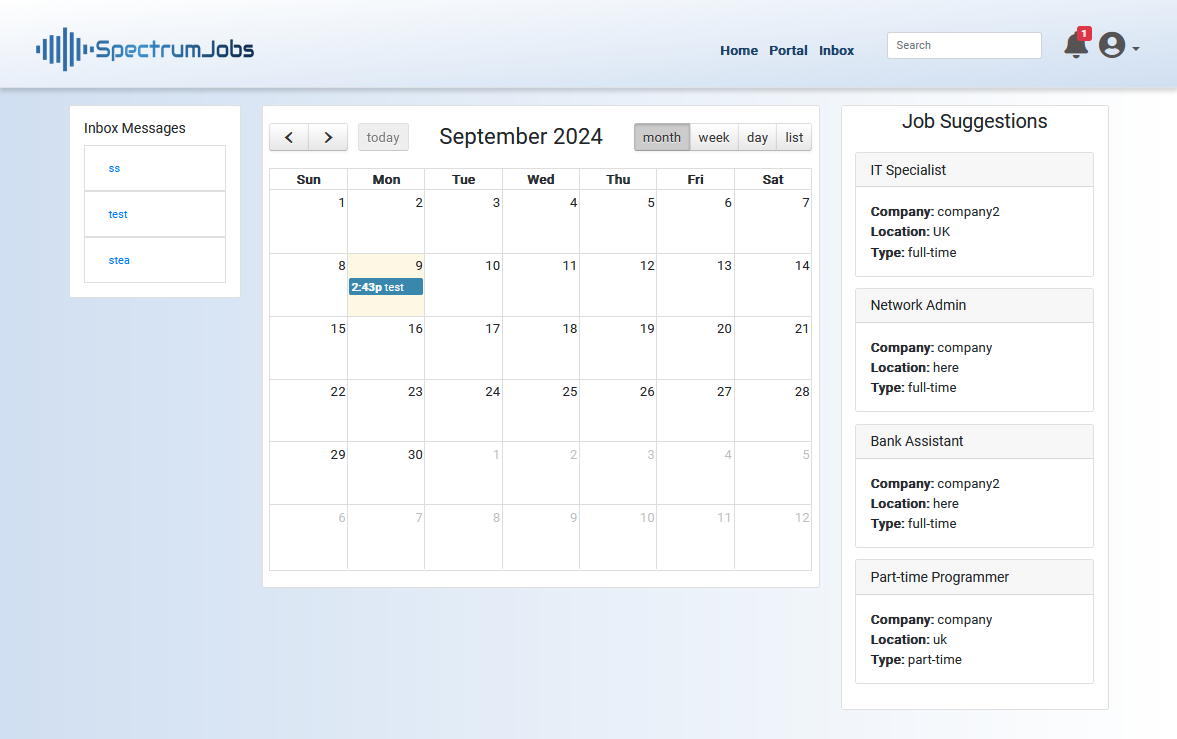 SpectrumJobs
Home Portal Inbox
Search
1
Inbox Messages
ss
test
stea
today
September 2024
month week day list
Sun Mon Tue Wed Thu Fri Sat
1 2 3 4 5 6 7
8 9 10 11 12 13 14
2:43p test
15 16 17 18 19 20 21
22 23 24 25 26 27 28
29 30 1 2 3 4 5
6 7 8 9 10 11 12
Job Suggestions
IT Specialist
Company: company2
Location: UK
Type: full-time
Network Admin
Company: company
Location: here
Type: full-time
Bank Assistant
Company: company2
Location: here
Type: full-time
Part-time Programmer
Company: company
Location: uk
Type: part-time